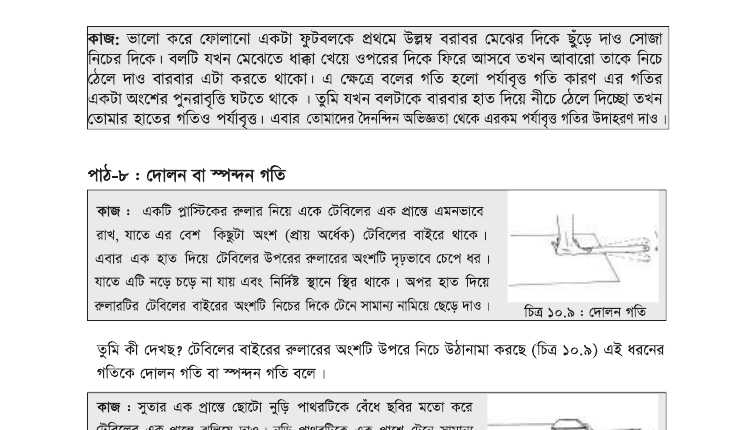 কাজ: ভালো করে ফোলানো একটা ফুটবলকে প্রথমে উল্লম্ব বরাবর মেঝের দিকে ছুঁড়ে দাও সোজা
নিচের দিকে। বলটি যখন মেঝেতে ধাক্কা খেয়ে ওপরের দিকে ফিরে আসবে তখন আবারো তাকে নিচে
ঠেলে দাও বারবার এটা করতে থাকো। এ ক্ষেত্রে বলের গতি হলো পর্যাবৃত্ত গতি কারণ এর গতির
একটা অংশের পুনরাবৃত্তি ঘটতে থাকে । তুমি যখন বলটাকে বারবার হাত দিয়ে নীচে ঠেলে দিচ্ছো তখন
তোমার হাতের গতিও পর্যাবৃত্ত। এবার তোমাদের দৈনন্দিন অভিজ্ঞতা থেকে এরকম পর্যাবৃত্ত গতির উদাহরণ দাও।
পাঠ-৮ : দোলন বা স্পন্দন গতি
কাজ : একটি প্লাস্টিকের রুলার নিয়ে একে টেবিলের এক প্রান্তে এমনভাবে
রাখ, যাতে এর বেশ কিছুটা অংশ (প্রায় অর্ধেক) টেবিলের বাইরে থাকে।
এবার এক হাত দিয়ে টেবিলের উপরের রুলারের অংশটি দৃঢ়ভাবে চেপে ধর।
যাতে এটি নড়ে চড়ে না যায় এবং নির্দিষ্ট স্থানে স্থির থাকে। অপর হাত দিয়ে
রুলারটির টেবিলের বাইরের অংশটি নিচের দিকে টেনে সামান্য নামিয়ে ছেড়ে দাও।
চিত্র ১০.৯ : দোলন গতি
তুমি কী দেখছ? টেবিলের বাইরের রুলারের অংশটি উপরে নিচে উঠানামা করছে (চিত্র ১০.৯) এই ধরনের
গতিকে দোলন গতি বা স্পন্দন গতি বলে।
কাজ : সুতার এক প্রান্তে ছোটো নুড়ি পাথরটিকে বেঁধে ছবির মতো করে